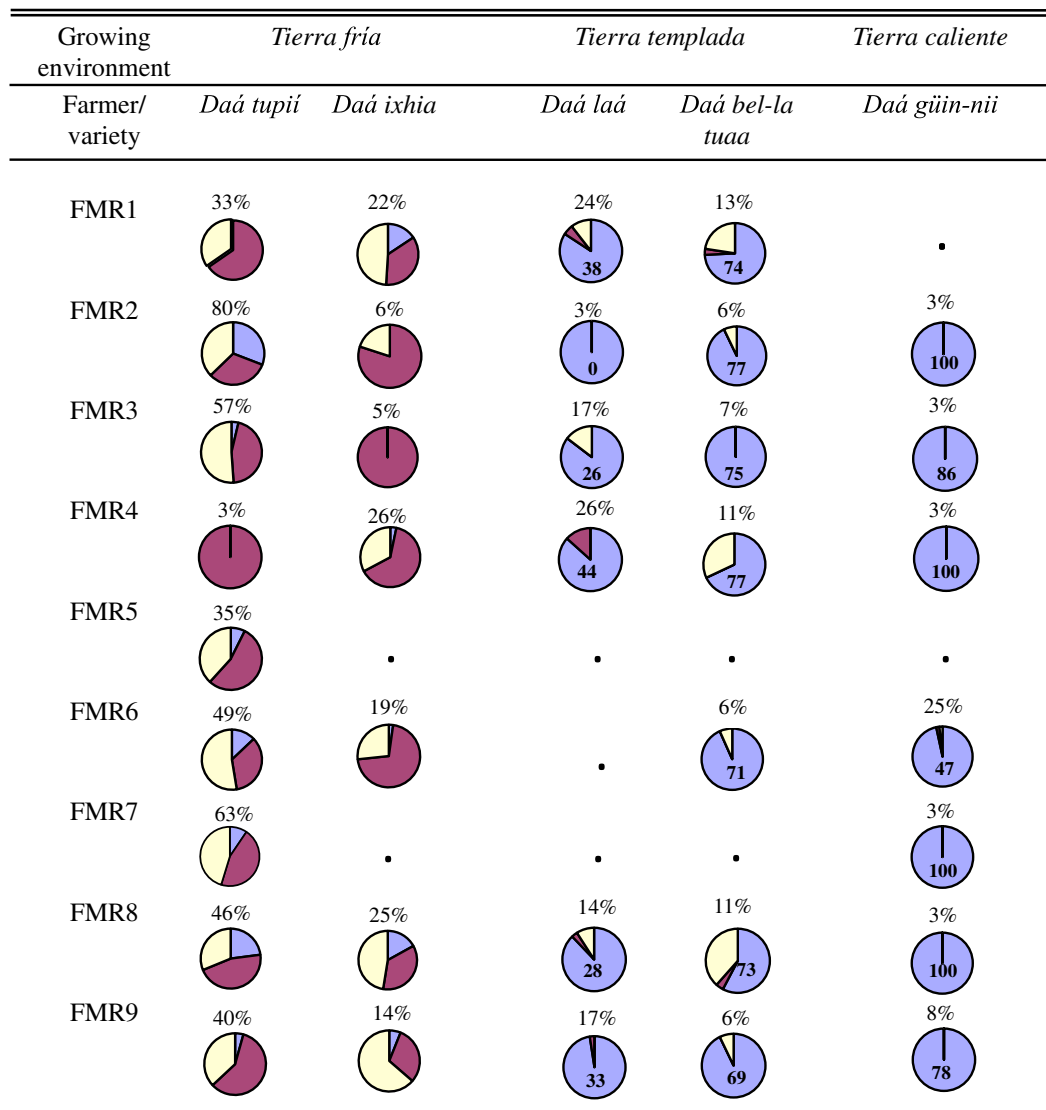 Growing environment Tierra fría Tierra templada Tierra caliente
Farmer/ variety Daá tupií Daá ixhia Daá laá Daá bel-la tuaa Daá güin-nii
FMR1 33% 22% 24% 13%
38 74 .
FMR2 80% 6% 3% 6% 3%
0 77 100
FMR3 57% 5% 17% 7% 3%
26 75 86
FMR4 3% 26% 26% 11% 3%
44 77 100
FMR5 35%
. . . .
FMR6 49% 19% 6% 25%
. 71 47
FMR7 63% 3%
. . . 100
FMR8 46% 25% 14% 11% 3%
28 73 100
FMR9 40% 14% 17% 6% 8%
33 69 78